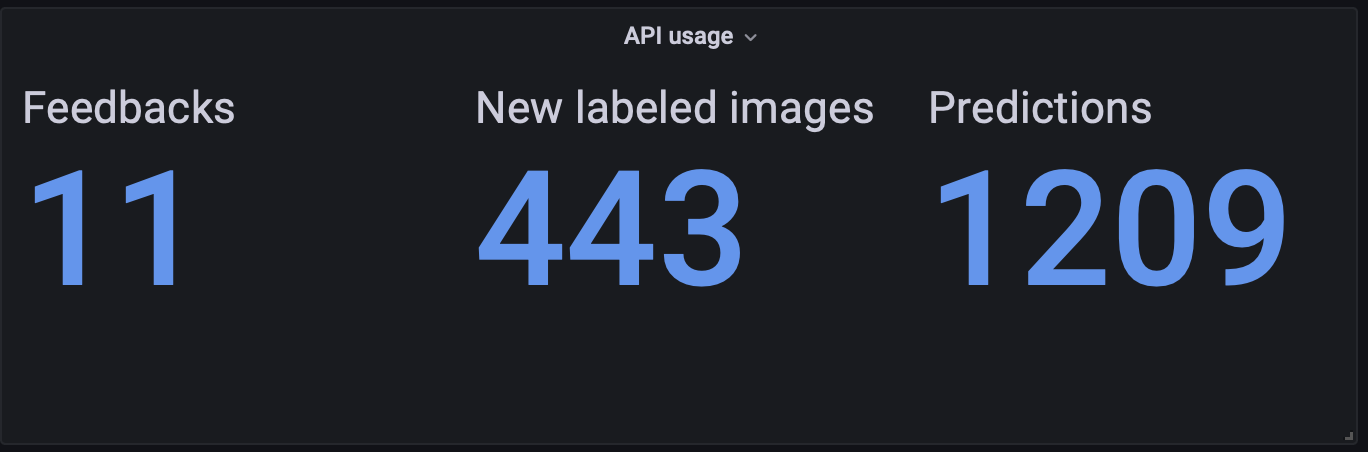 API usage
Feedbacks
11
New labeled images
443
Predictions
1209